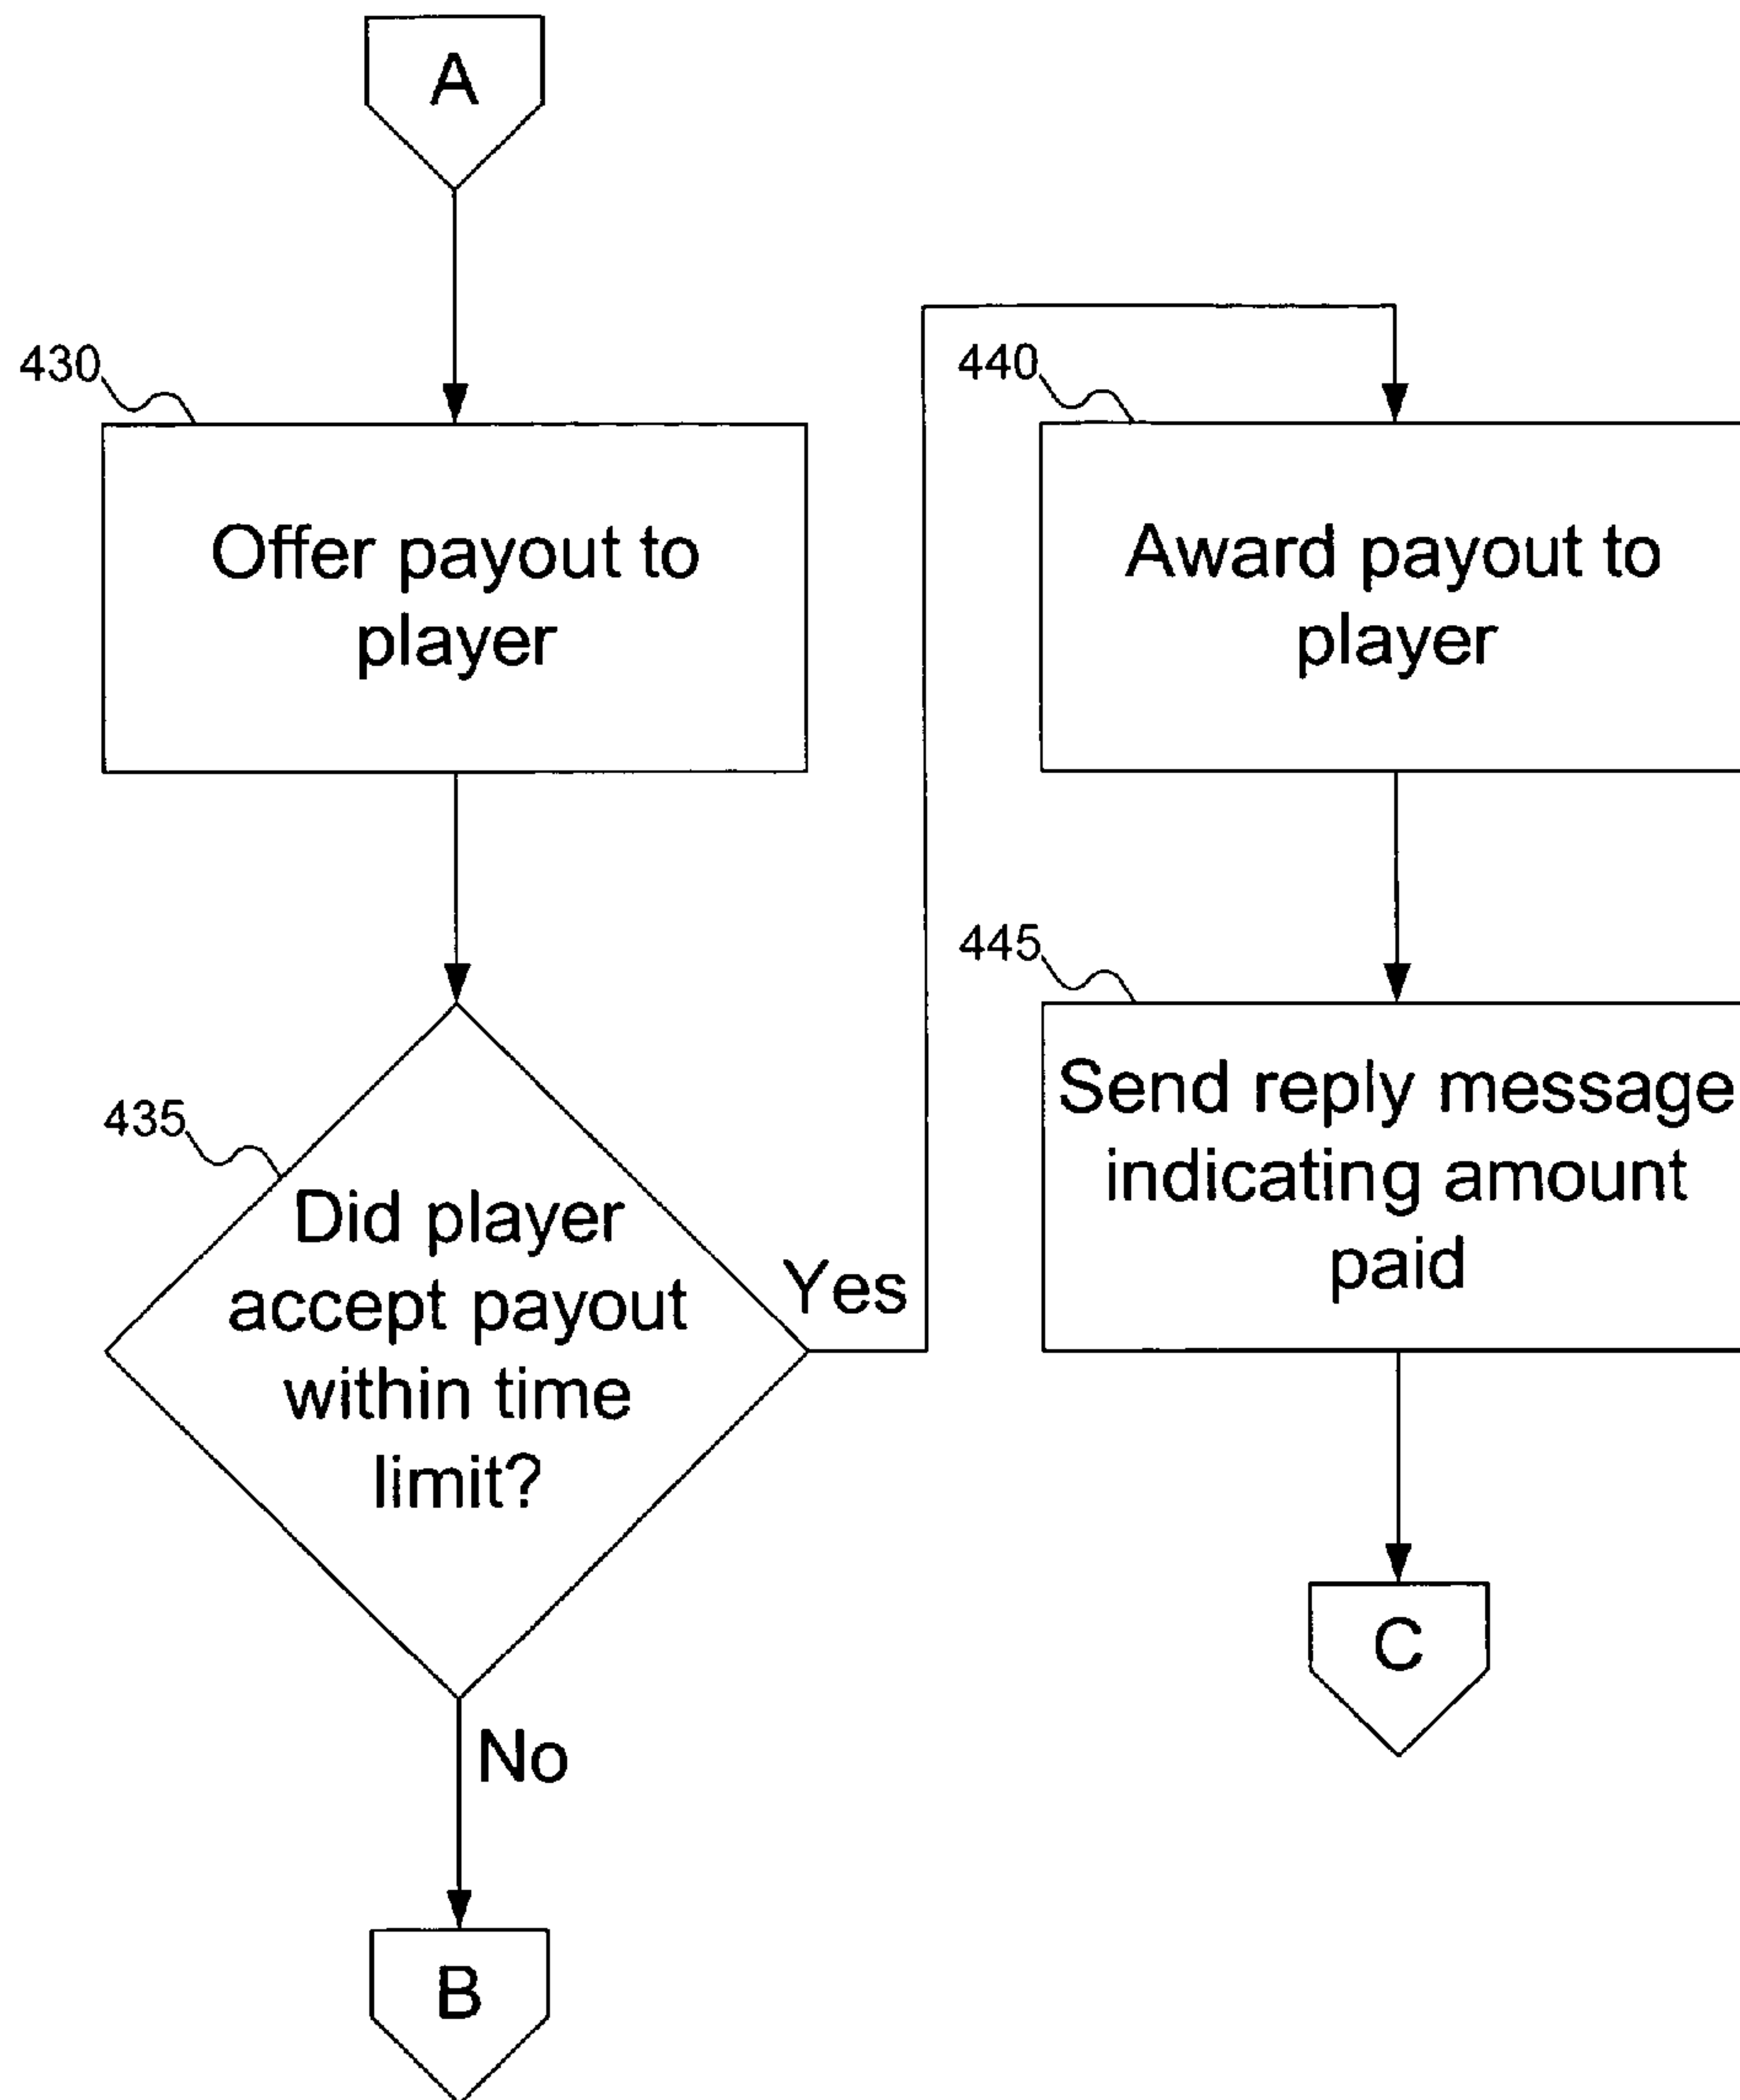 A
430
Offer payout to
player
435
Did player
accept payout
within time
limit?
Yes
No
B
440
Award payout to
player
445
Send reply message
indicating amount
paid
C